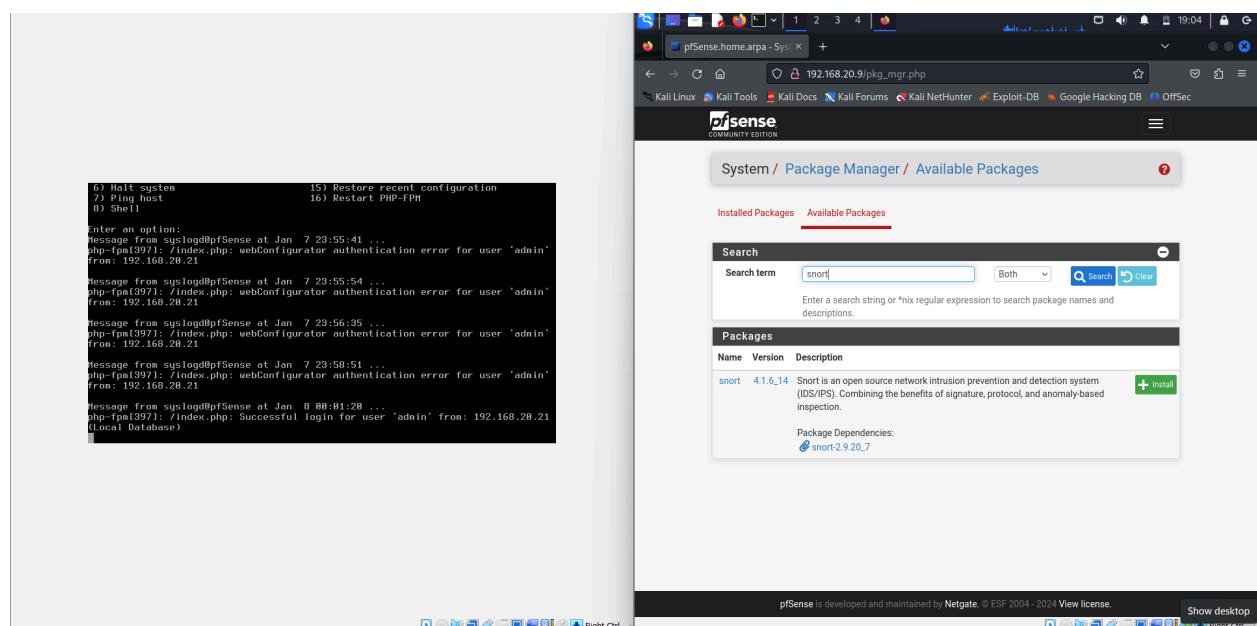 6) Halt system 15) Restore recent configuration
7) Ping host 16) Restart PHP-FPM
8) Shell
Enter an option:
Message from syslogd@pfSense at Jan  7 23:55:41 ...
php-fpm[397]: /index.php: webConfigurator authentication error for user 'admin'
from: 192.168.20.21
Message from syslogd@pfSense at Jan  7 23:55:54 ...
php-fpm[397]: /index.php: webConfigurator authentication error for user 'admin'
from: 192.168.20.21
Message from syslogd@pfSense at Jan  7 23:56:35 ...
php-fpm[397]: /index.php: webConfigurator authentication error for user 'admin'
from: 192.168.20.21
Message from syslogd@pfSense at Jan  7 23:58:51 ...
php-fpm[397]: /index.php: webConfigurator authentication error for user 'admin'
from: 192.168.20.21
Message from syslogd@pfSense at Jan  8 00:01:20 ...
php-fpm[397]: /index.php: Successful login for user 'admin' from: 192.168.20.21
(Local Database)
Right Ctrl
1 2 3 4 19:04
pfSense.home.arpa - Syst
192.168.20.9/pkg_mgr.php
Kali Linux Kali Tools Kali Docs Kali Forums Kali NetHunter Exploit-DB Google Hacking DB OffSec
pfsense
COMMUNITY EDITION
System / Package Manager / Available Packages
Installed Packages Available Packages
Search
Search term snort Both Search Clear
Enter a search string or *nix regular expression to search package names and
descriptions.
Packages
Name Version Description
snort 4.1.6_14 Snort is an open source network intrusion prevention and detection system
(IDS/IPS). Combining the benefits of signature, protocol, and anomaly-based
inspection.
Install
Package Dependencies:
snort-2.9.20_7
pfSense is developed and maintained by Netgate. © ESF 2004 - 2024 View license.
Show desktop